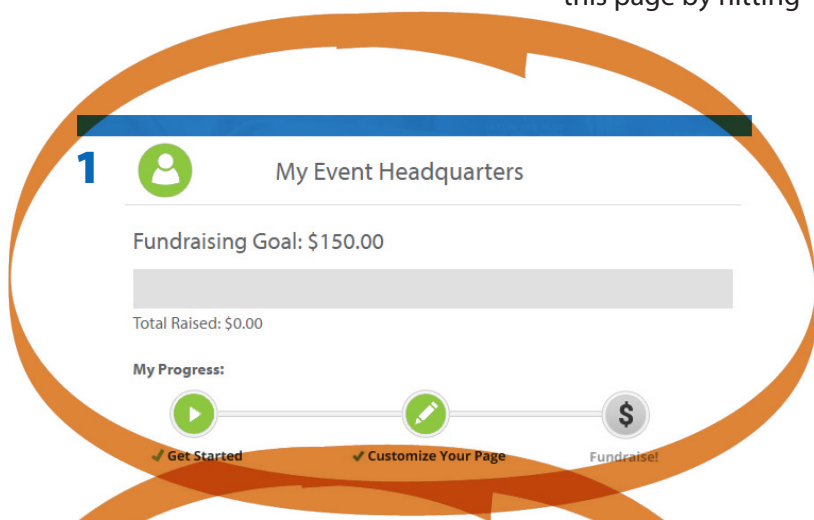 this page by hitting
1
My Event Headquarters
Fundraising Goal: $150.00
Total Raised: $0.00
My Progress:
$
✓ Get Started ✓ Customize Your Page Fundraise!